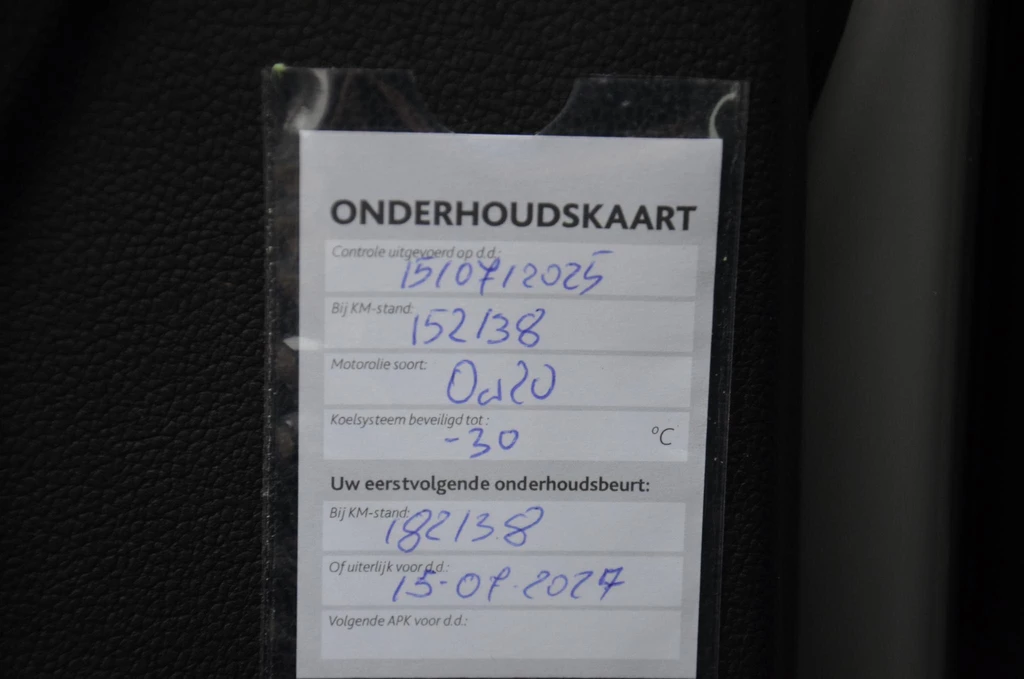 ONDERHOUDSKAART
Controle uitgevoerd op d.d.:
15/07/2025
Bij KM-stand:
152138
Motorolie soort:
0w20
Koelsysteem beveiligd tot :
-30 °C
Uw eerstvolgende onderhoudsbeurt:
Bij KM-stand:
182138
Of uiterlijk voor d.d.:
15-07-2027
Volgende APK voor d.d.: